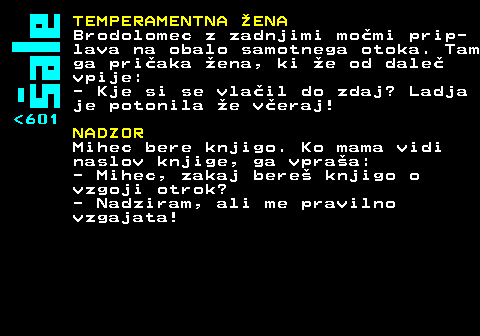 šale
<601
TEMPERAMENTNA ŽENA
Brodolomec z zadnjimi močmi prip-
lava na obalo samotnega otoka. Tam
ga pričaka žena, ki že od daleč
vpije:
- Kje si se vlačil do zdaj? Ladja
je potonila že včeraj!
NADZOR
Mihec bere knjigo. Ko mama vidi
naslov knjige, ga vpraša:
- Mihec, zakaj bereš knjigo o
vzgoji otrok?
- Nadziram, ali me pravilno
vzgajata!